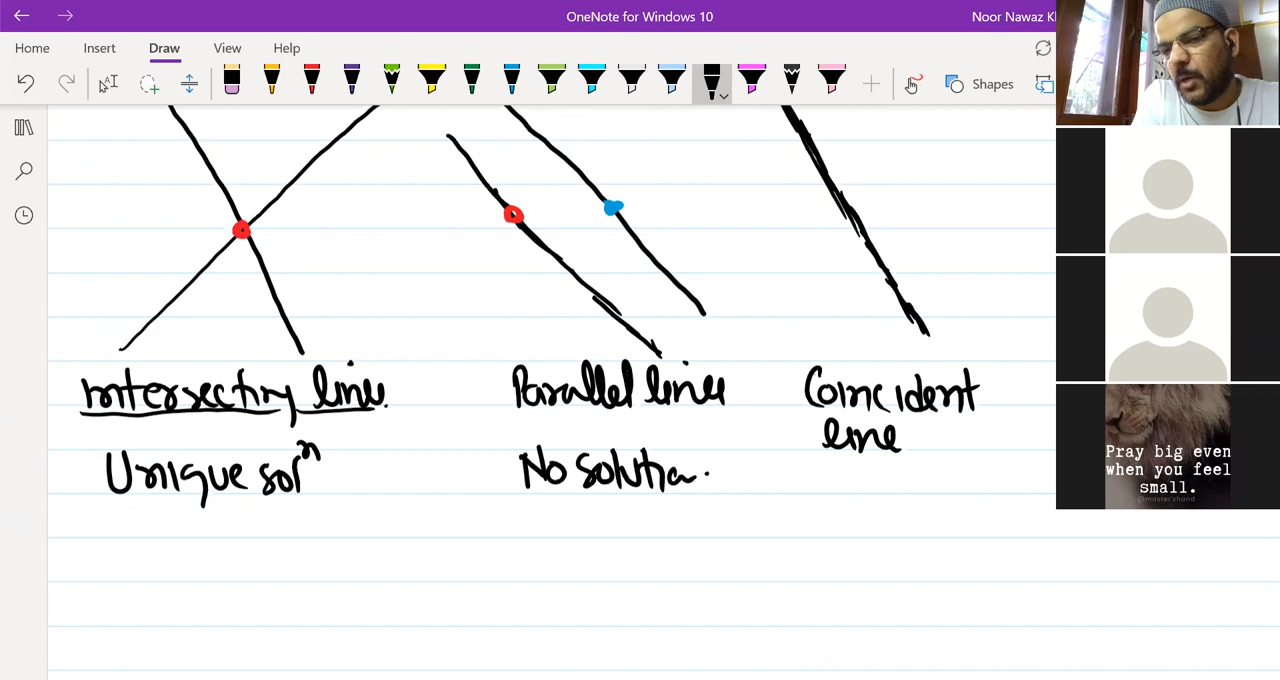 OneNote for Windows 10
Noor Nawaz Kh
Home Insert Draw View Help
Shapes
Intersecting line.
Parallel lines
Coincident
line
Unique solⁿ
No solution.
Pray big even
when you feel
small.